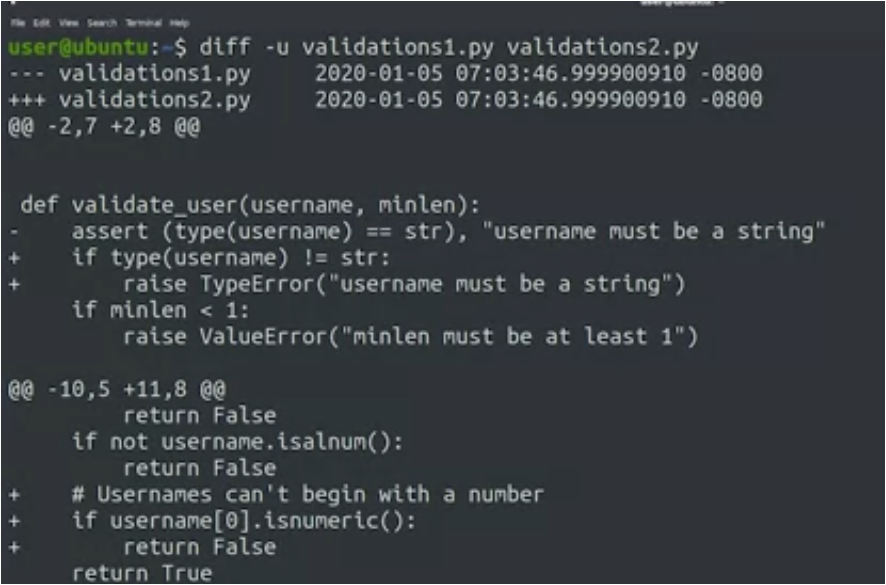 File Edit View Search Terminal Help
user@ubuntu:~$ diff -u validations1.py validations2.py
--- validations1.py     2020-01-05 07:03:46.999900910 -0800
+++ validations2.py     2020-01-05 07:03:46.999900910 -0800
@@ -2,7 +2,8 @@
 def validate_user(username, minlen):
-    assert (type(username) == str), "username must be a string"
+    if type(username) != str:
+        raise TypeError("username must be a string")
     if minlen < 1:
         raise ValueError("minlen must be at least 1")
@@ -10,5 +11,8 @@
         return False
     if not username.isalnum():
         return False
+    # Usernames can't begin with a number
+    if username[0].isnumeric():
+        return False
     return True